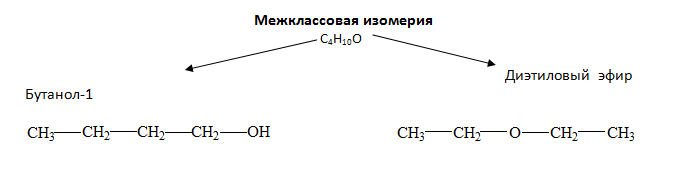 Межклассовая изомерия
C₄H₁₀O
Диэтиловый эфир
Бутанол-1
CH₃—CH₂—CH₂—CH₂—OH
CH₃—CH₂—O—CH₂—CH₃